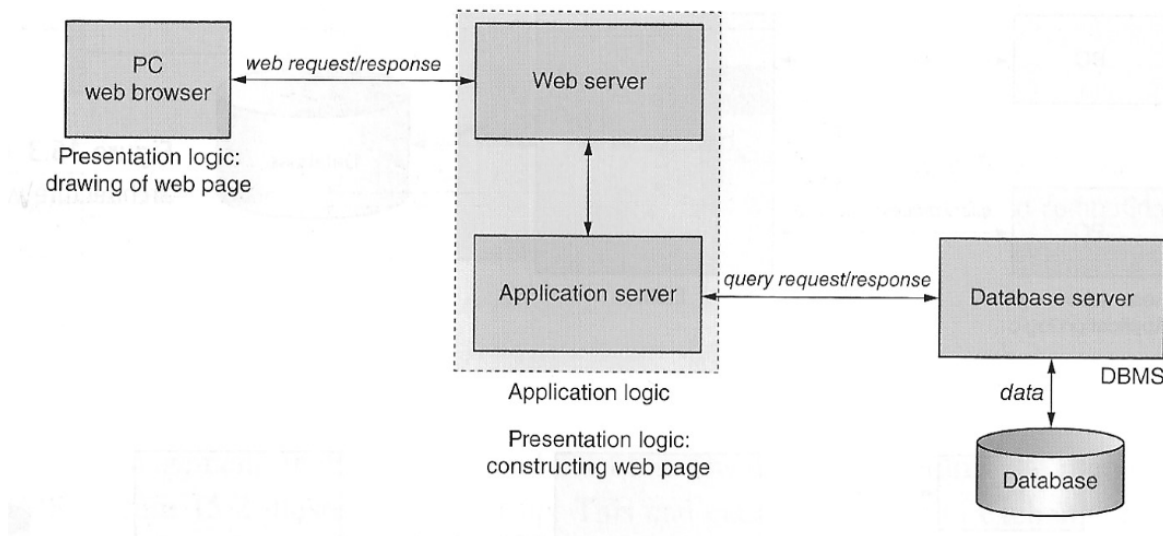 PC
web browser
web request/response
Web server
Presentation logic:
drawing of web page
Application server
query request/response
Database server
DBMS
Application logic
data
Presentation logic:
constructing web page
Database